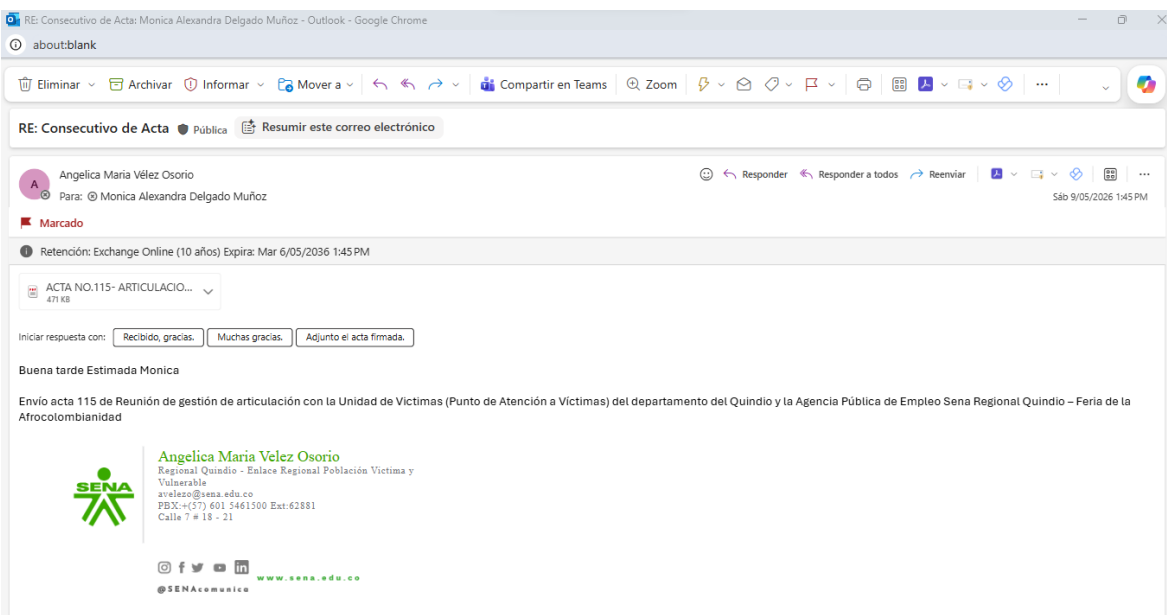 RE: Consecutivo de Acta: Monica Alexandra Delgado Muñoz - Outlook - Google Chrome
about:blank
Eliminar Archivar Informar Mover a Compartir en Teams Zoom
RE: Consecutivo de Acta Pública Resumir este correo electrónico
A
Angelica Maria Vélez Osorio
Responder Responder a todos Reenviar
Para: Monica Alexandra Delgado Muñoz
Sáb 9/05/2026 1:45 PM
Marcado
Retención: Exchange Online (10 años) Expira: Mar 6/05/2036 1:45 PM
ACTA NO.115- ARTICULACIO...
471 KB
Iniciar respuesta con: Recibido, gracias. Muchas gracias. Adjunto el acta firmada.
Buena tarde Estimada Monica
Envío acta 115 de Reunión de gestión de articulación con la Unidad de Victimas (Punto de Atención a Víctimas) del departamento del Quindio y la Agencia Pública de Empleo Sena Regional Quindio – Feria de la
Afrocolombianidad
SENA
Angelica Maria Velez Osorio
Regional Quindio - Enlace Regional Población Victima y
Vulnerable
avelezo@sena.edu.co
PBX:+(57) 601 5461500 Ext:62881
Calle 7 # 18 - 21
www.sena.edu.co
@SENAcomunica